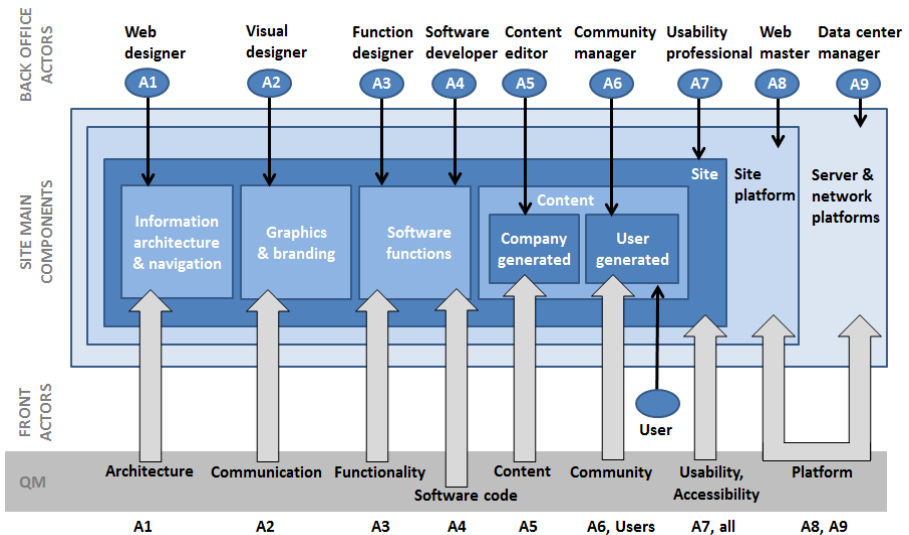 BACK OFFICE
ACTORS
Web
designer
Visual
designer
Function
designer
Software
developer
Content
editor
Community
manager
Usability
professional
Web
master
Data center
manager
A1
A2
A3
A4
A5
A6
A7
A8
A9
SITE MAIN
COMPONENTS
Information
architecture
& navigation
Graphics
& branding
Software
functions
Content
Company
generated
User
generated
Site
Site
platform
Server &
network
platforms
FRONT
ACTORS
User
QM
Architecture
Communication
Functionality
Software code
Content
Community
Usability,
Accessibility
Platform
A1
A2
A3
A4
A5
A6, Users
A7, all
A8, A9